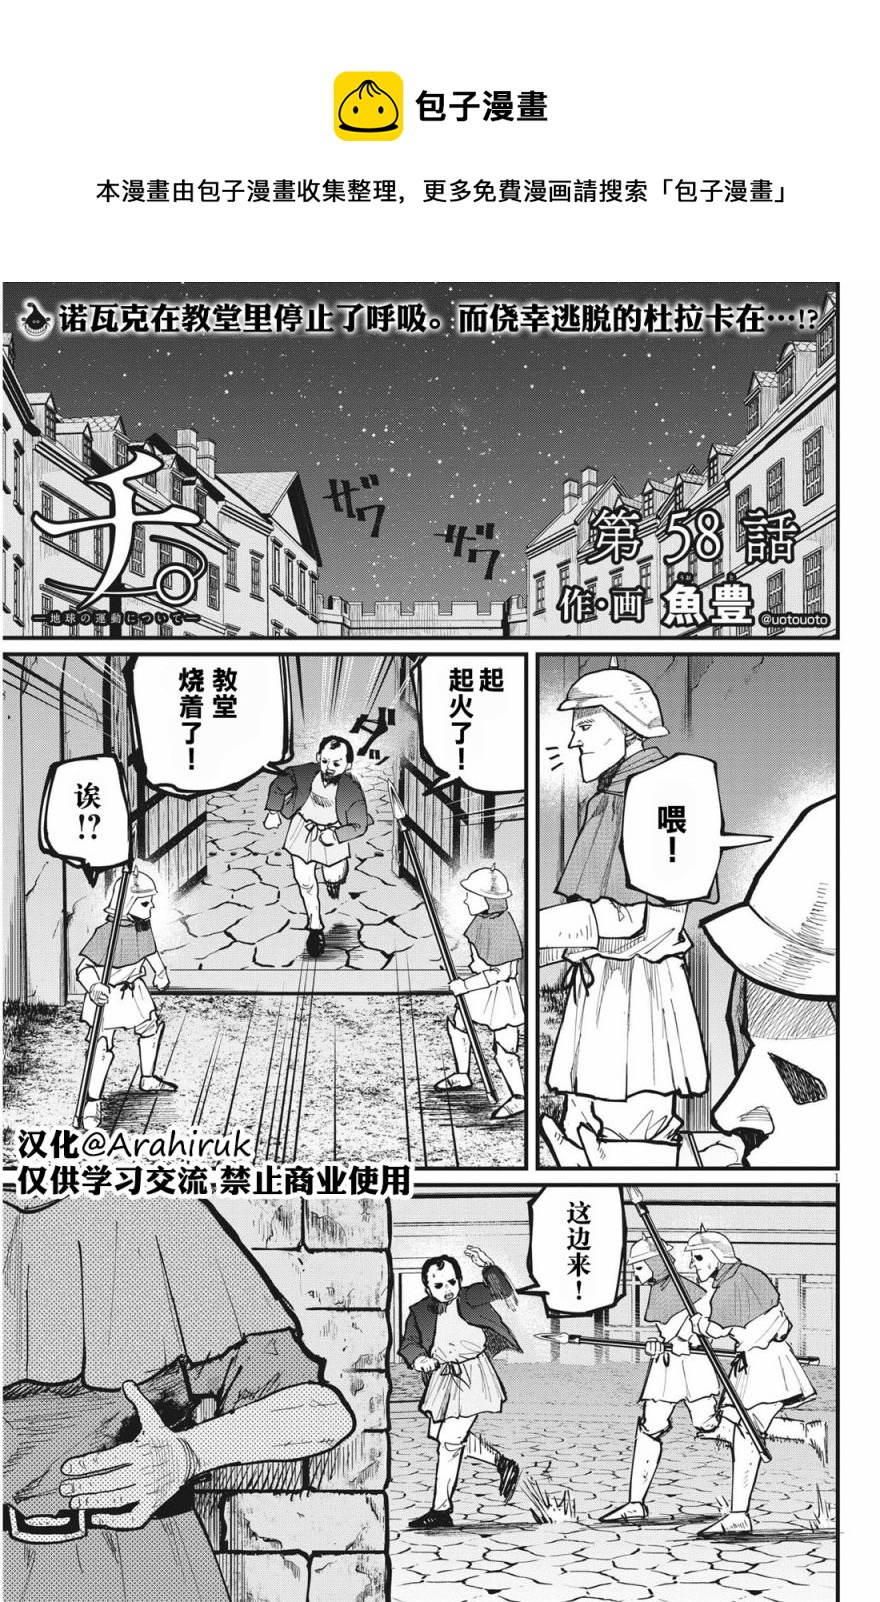 包子漫畫
本漫畫由包子漫畫收集整理，更多免費漫画請搜索「包子漫畫」
诺瓦克在教堂里停止了呼吸。而侥幸逃脱的杜拉卡在…!?
チ。
—地球の運動について—
ザワ
ザワ
第 58 話
作・画 魚豊
@uotouoto
喂！
起火了！
教堂烧着了！
ダッ
诶!?
1
汉化@Arahiruk
仅供学习交流,禁止商业使用
这边来！